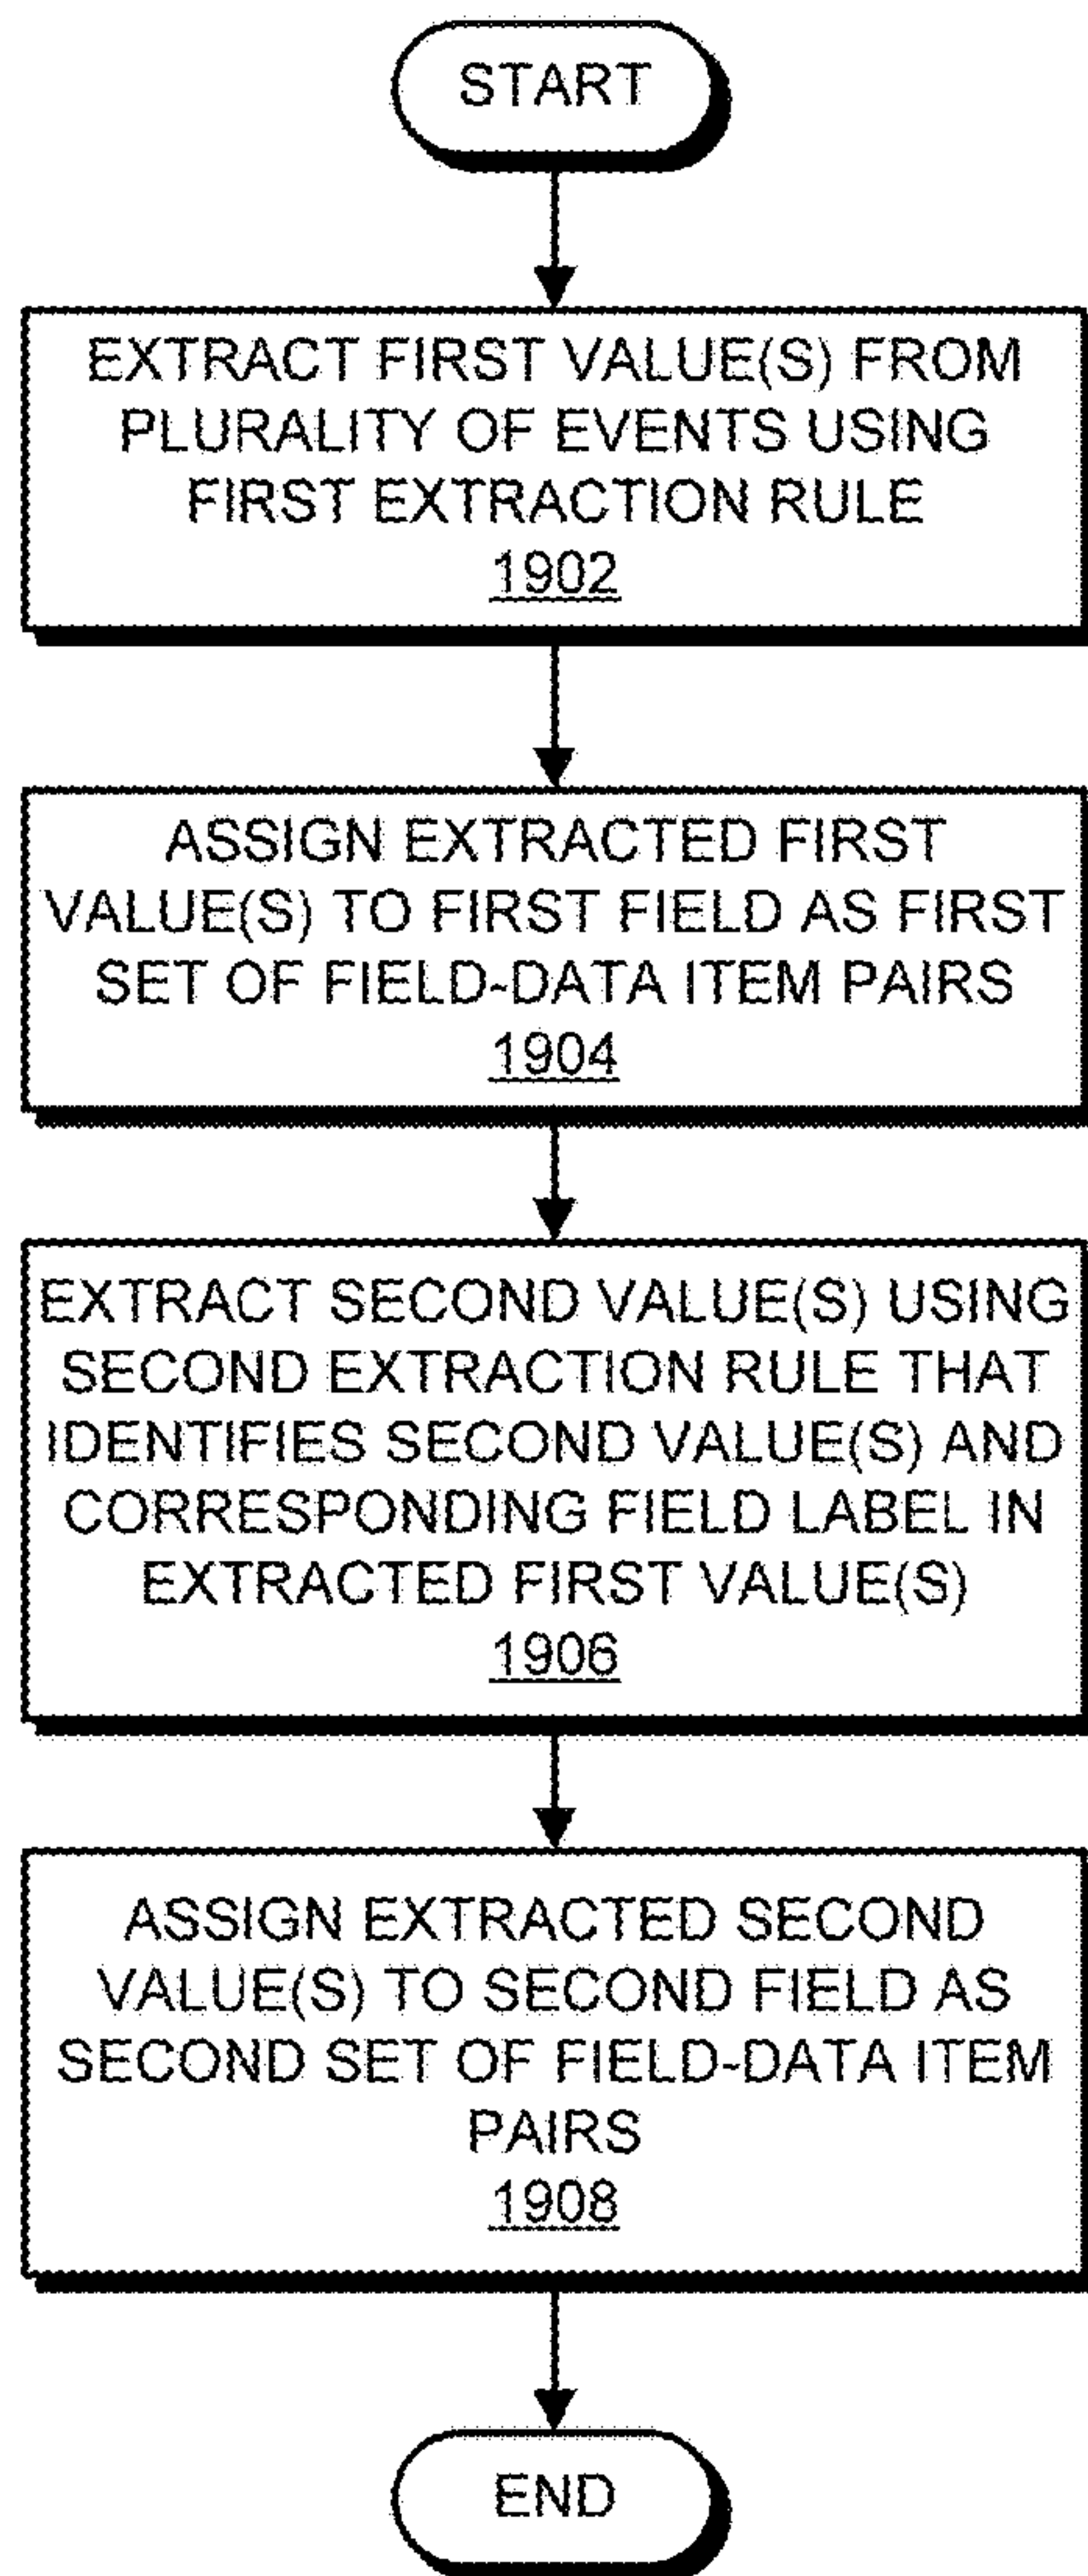 START
EXTRACT FIRST VALUE(S) FROM
PLURALITY OF EVENTS USING
FIRST EXTRACTION RULE
1902
ASSIGN EXTRACTED FIRST
VALUE(S) TO FIRST FIELD AS FIRST
SET OF FIELD-DATA ITEM PAIRS
1904
EXTRACT SECOND VALUE(S) USING
SECOND EXTRACTION RULE THAT
IDENTIFIES SECOND VALUE(S) AND
CORRESPONDING FIELD LABEL IN
EXTRACTED FIRST VALUE(S)
1906
ASSIGN EXTRACTED SECOND
VALUE(S) TO SECOND FIELD AS
SECOND SET OF FIELD-DATA ITEM
PAIRS
1908
END